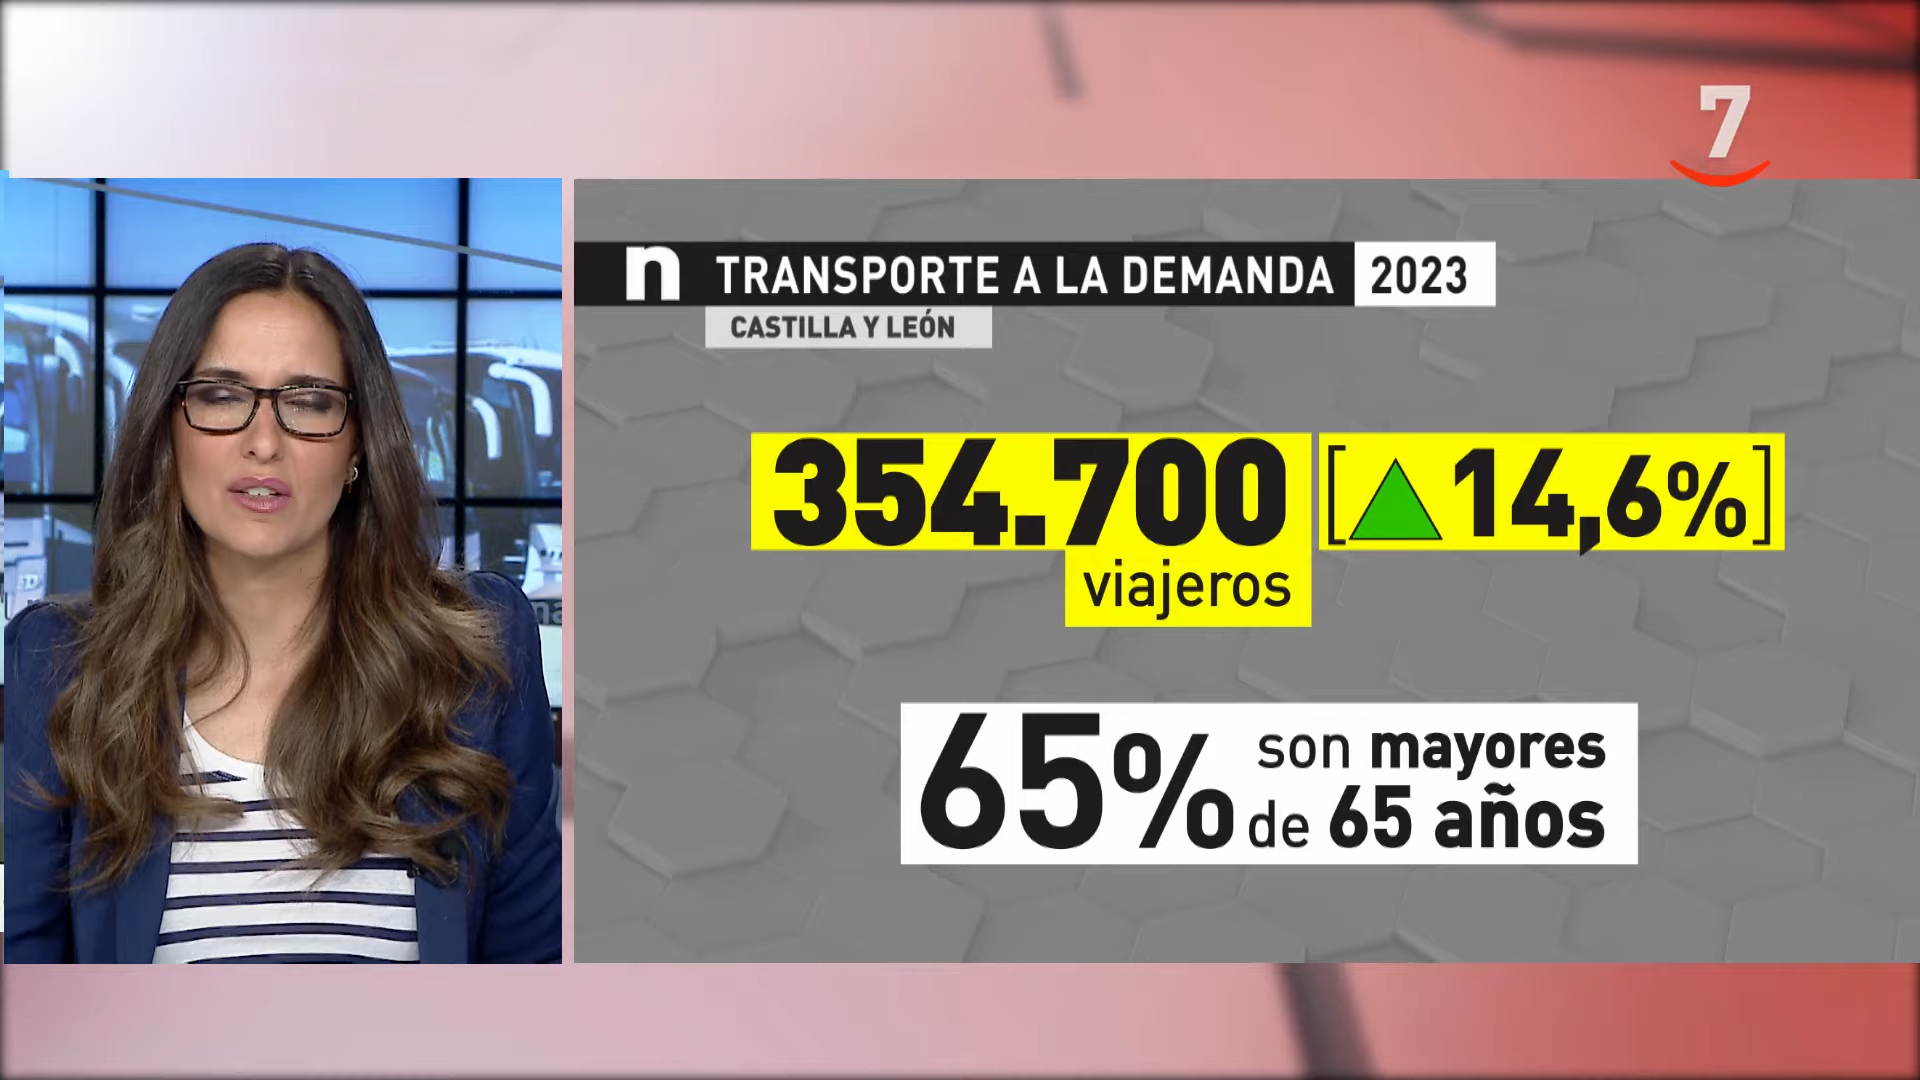 7
n TRANSPORTE A LA DEMANDA 2023
CASTILLA Y LEÓN
354.700 [▲14,6%]
viajeros
65% son mayores
de 65 años